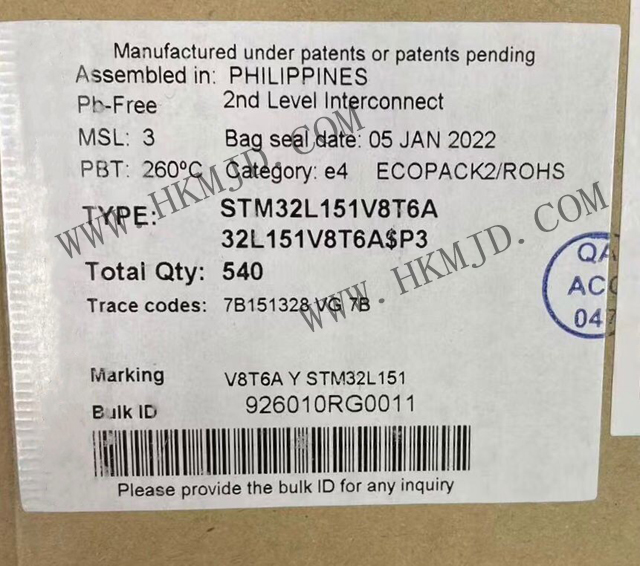 Manufactured under patents or patents pending
Assembled in: PHILIPPINES
Pb-Free 2nd Level Interconnect
MSL: 3 Bag seal date: 05 JAN 2022
PBT: 260ºC Category: e4 ECOPACK2/ROHS
TYPE: STM32L151V8T6A
32L151V8T6A$P3
Total Qty: 540
Trace codes: 7B151328 VG 7B
Marking V8T6A Y STM32L151
Bulk ID 926010RG0011
Please provide the bulk ID for any inquiry
QA
ACC
047
WWW.HKMJD.COM
WWW.HKMJD.COM